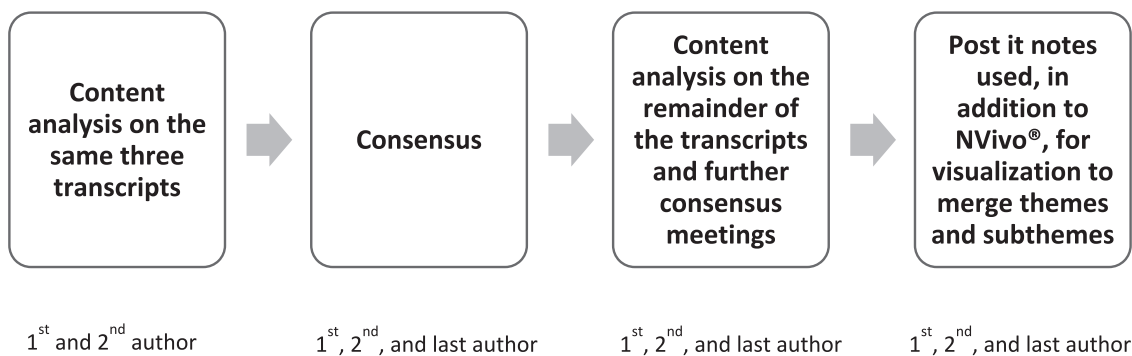 Content
analysis on the
same three
transcripts
Consensus
Content
analysis on the
remainder of
the transcripts
and further
consensus
meetings
Post it notes
used, in
addition to
NVivo®, for
visualization to
merge themes
and subthemes
1st and 2nd author
1st, 2nd, and last author
1st, 2nd, and last author
1st, 2nd, and last author